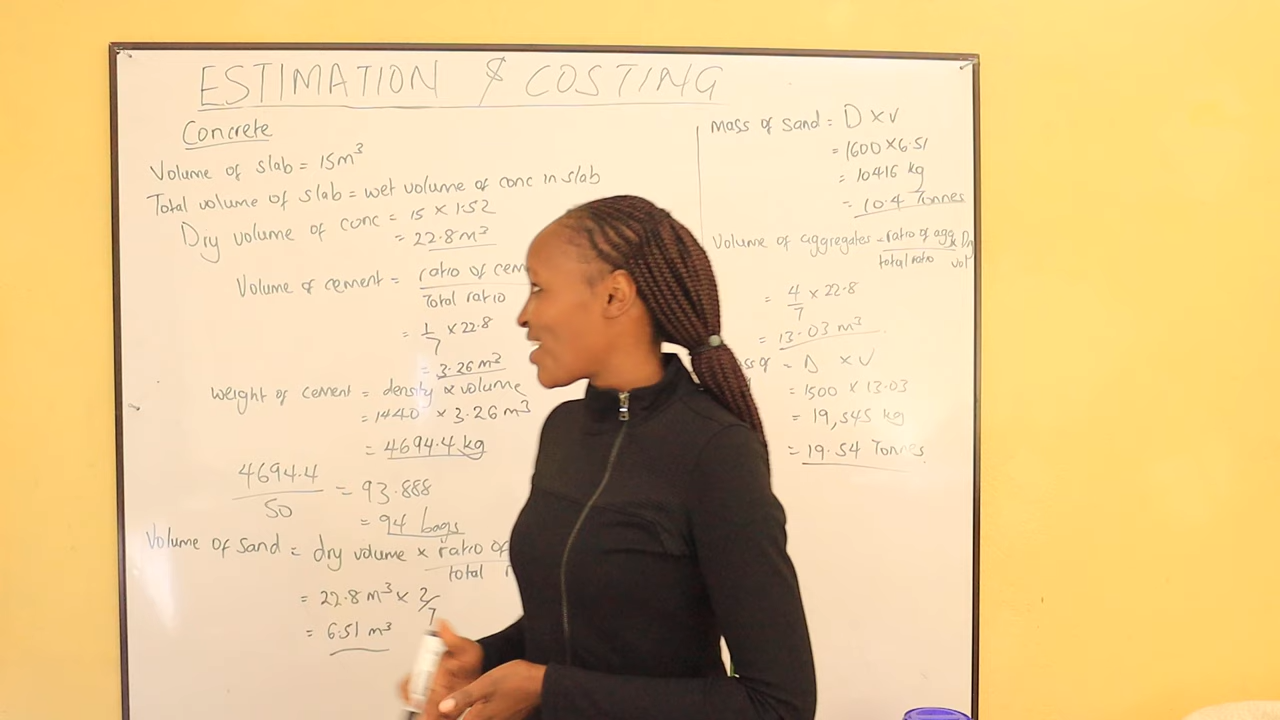 ESTIMATION & COSTING
Concrete
Volume of slab = 15m³
Total volume of slab = wet volume of conc in slab
Dry volume of conc = 15 × 1.52
= 22.8 m³
Volume of cement = ratio of cem
Total ratio
= 1/7 × 22.8
= 3.26 m³
Weight of cement = density × volume
= 1440 × 3.26 m³
= 4694.4 kg
4694.4
50
= 93.888
= 94 bags
Volume of sand = dry volume × ratio of
total
= 22.8 m³ × 2/7
= 6.51 m³
Mass of sand = D × V
= 1600 × 6.51
= 10416 kg
= 10.4 Tonnes
Volume of aggregates = ratio of agg × Dry
total ratio vol
= 4/7 × 22.8
= 13.03 m³
of = D × V
= 1500 × 13.03
= 19,545 kg
= 19.54 Tonnes